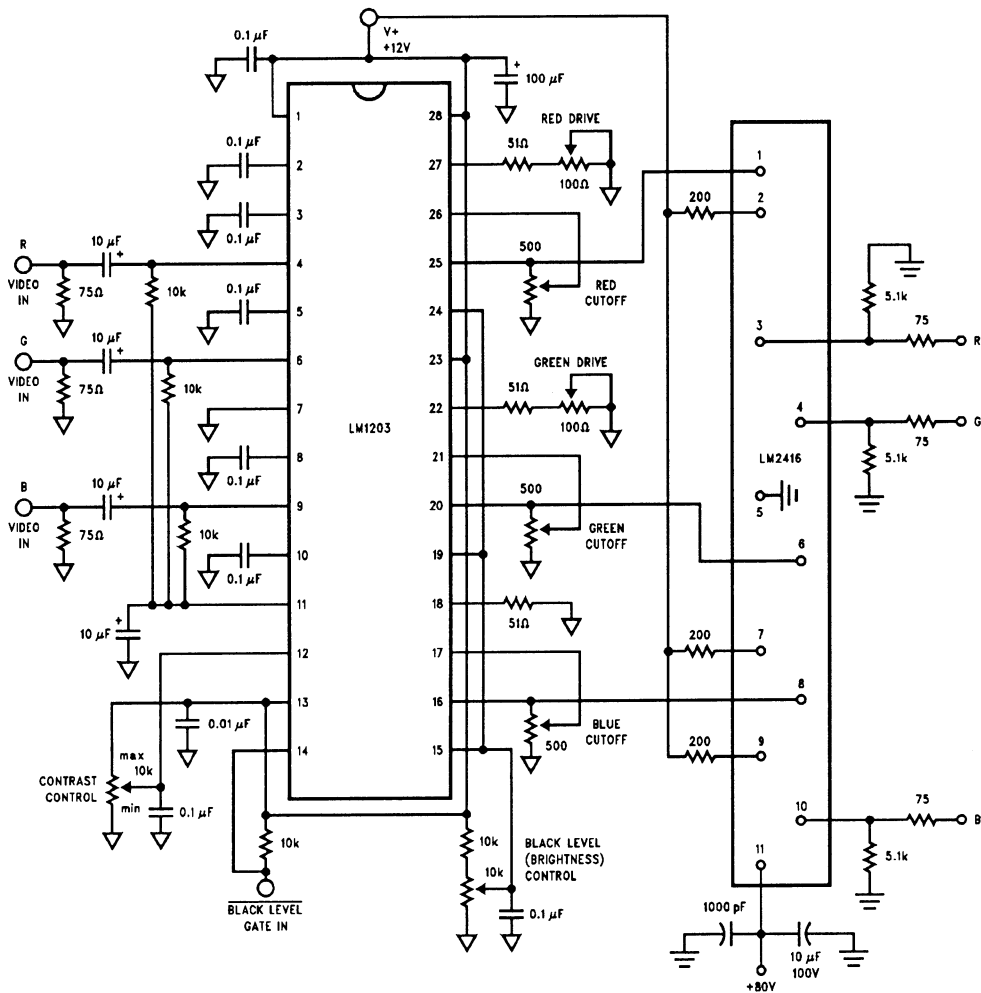 0.1 µF
V+
+12V
+
100 µF
RED DRIVE
51Ω
100Ω
1
28
0.1 µF
2
27
3
0.1 µF
26
R
VIDEO
IN
75Ω
10 µF
+
10k
4
25
500
RED
CUTOFF
0.1 µF
5
24
G
VIDEO
IN
75Ω
10 µF
+
10k
6
23
GREEN DRIVE
51Ω
100Ω
7
22
LM1203
8
0.1 µF
21
B
VIDEO
IN
75Ω
10 µF
+
10k
9
20
500
GREEN
CUTOFF
10
0.1 µF
19
11
18
51Ω
+
10 µF
12
17
13
16
0.01 µF
500
BLUE
CUTOFF
14
15
CONTRAST
CONTROL
max
10k
min
0.1 µF
10k
BLACK LEVEL
GATE IN
10k
10k
BLACK LEVEL
(BRIGHTNESS)
CONTROL
0.1 µF
1
200
2
3
5.1k
75
R
4
75
G
5.1k
LM2416
5
6
200
7
8
200
9
10
75
B
5.1k
11
1000 pF
10 µF
100V
+80V